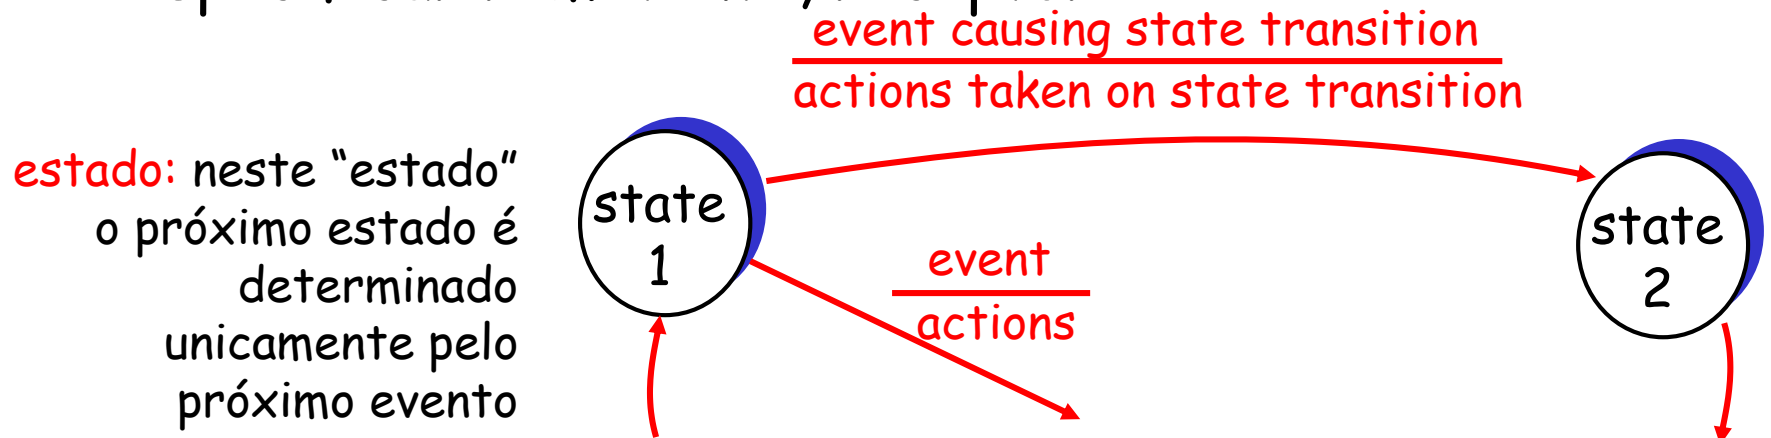 event causing state transition
actions taken on state transition
estado: neste “estado”
o próximo estado é
determinado
unicamente pelo
próximo evento
state
1
event
actions
state
2